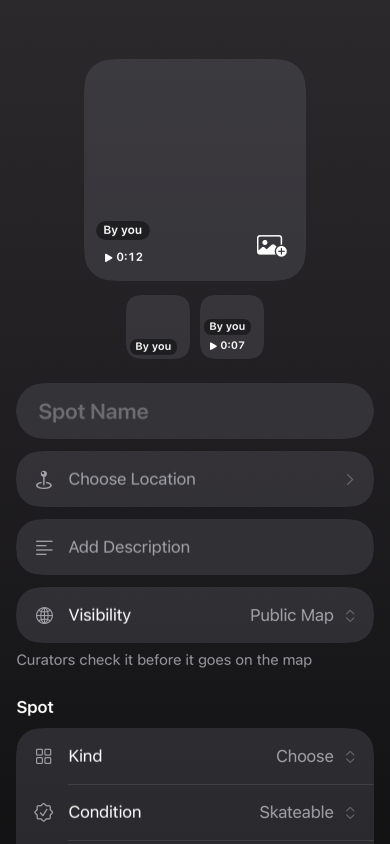 By you
0:12
By you
By you
0:07
Spot Name
Choose Location
Add Description
Visibility Public Map
Curators check it before it goes on the map
Spot
Kind Choose
Condition Skateable